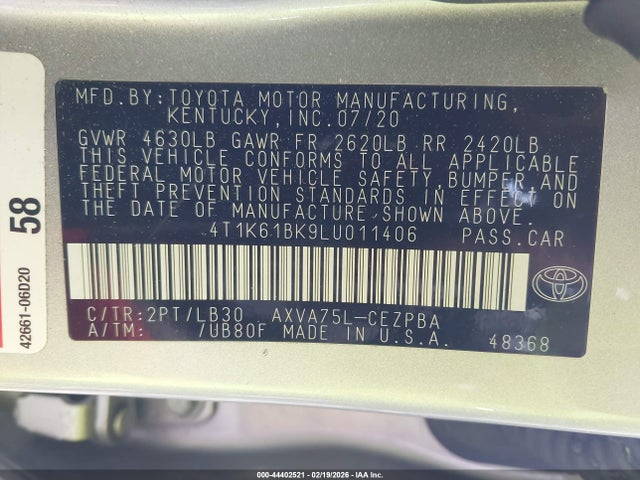 MFD.BY:TOYOTA MOTOR MANUFACTURING,
KENTUCKY,INC.07/20
GVWR 4630LB GAWR FR 2620LB RR 2420LB
THIS VEHICLE CONFORMS TO ALL APPLICABLE
FEDERAL MOTOR VEHICLE SAFETY,BUMPER,AND
THEFT PREVENTION STANDARDS IN EFFECT ON
THE DATE OF MANUFACTURE SHOWN ABOVE.
4T1K61BK9LU011406 PASS.CAR
C/TR:2PT/LB30 AXVA75L-CEZPBA
A/TM: /UB80F MADE IN U.S.A. 48368
TOYOTA
58
42661-06D20
000-44402521 - 02/19/2026 - IAA Inc.